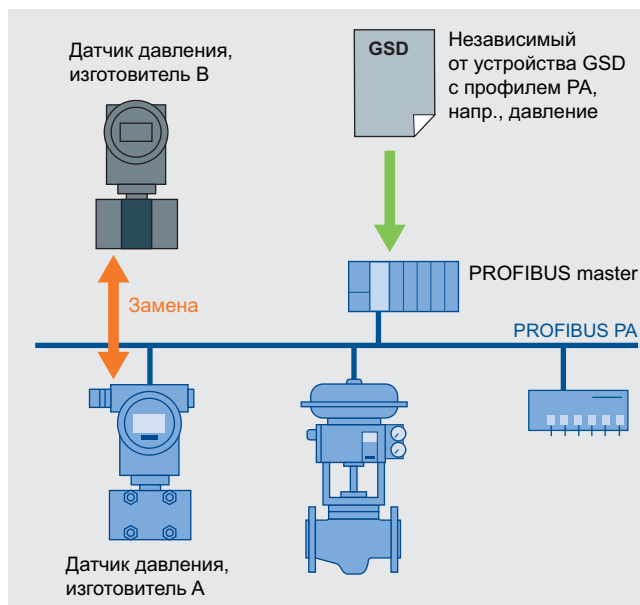 Датчик давления,
изготовитель B
GSD
Независимый
от устройства GSD
с профилем PA,
напр., давление
PROFIBUS master
Замена
PROFIBUS PA
Датчик давления,
изготовитель A